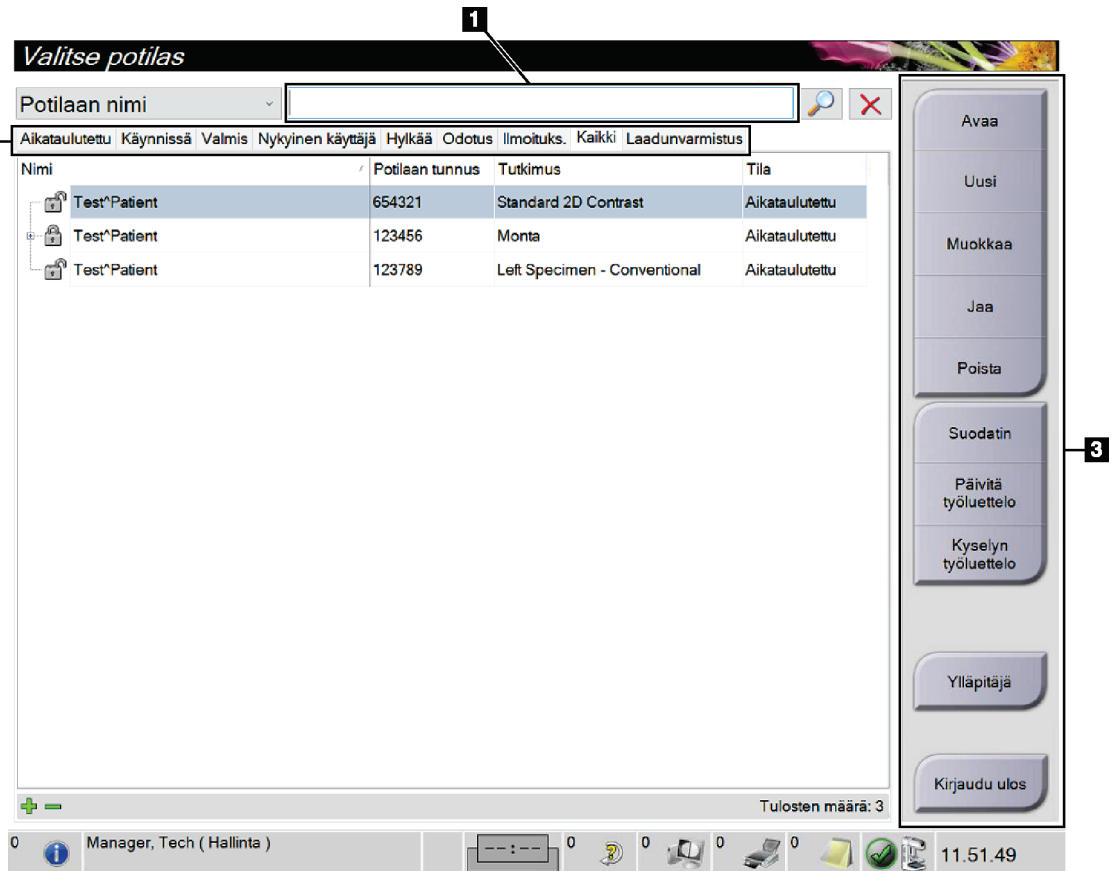 1
Valitse potilas
Potilaan nimi
Aikataulutettu Käynnissä Valmis Nykyinen käyttäjä Hylkää Odotus Ilmoituks. Kaikki Laadunvarmistus
Nimi Potilaan tunnus Tutkimus Tila
Test^Patient 654321 Standard 2D Contrast Aikataulutettu
Test^Patient 123456 Monta Aikataulutettu
Test^Patient 123789 Left Specimen - Conventional Aikataulutettu
Tulosten määrä: 3
Avaa
Uusi
Muokkaa
Jaa
Poista
Suodatin
Päivitä
työluettelo
Kyselyn
työluettelo
Ylläpitäjä
Kirjaudu ulos
3
0 Manager, Tech ( Hallinta ) --:-- 0 0 0 0 11.51.49